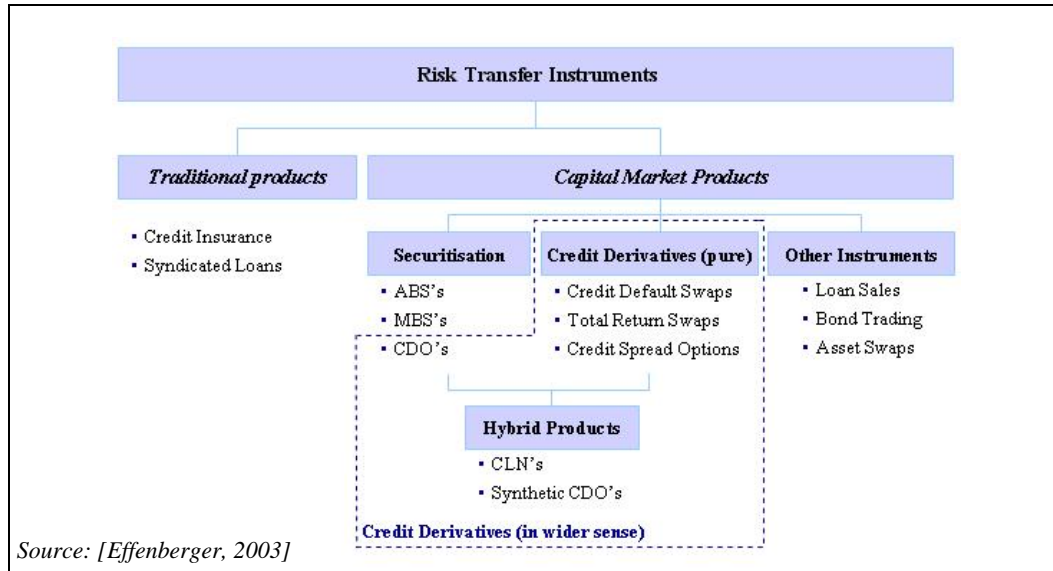 Risk Transfer Instruments
Traditional products
▪ Credit Insurance
▪ Syndicated Loans
Capital Market Products
Securitisation
▪ ABS's
▪ MBS's
▪ CDO's
Credit Derivatives (pure)
▪ Credit Default Swaps
▪ Total Return Swaps
▪ Credit Spread Options
Other Instruments
▪ Loan Sales
▪ Bond Trading
▪ Asset Swaps
Hybrid Products
▪ CLN's
▪ Synthetic CDO's
Credit Derivatives (in wider sense)
Source: [Effenberger, 2003]